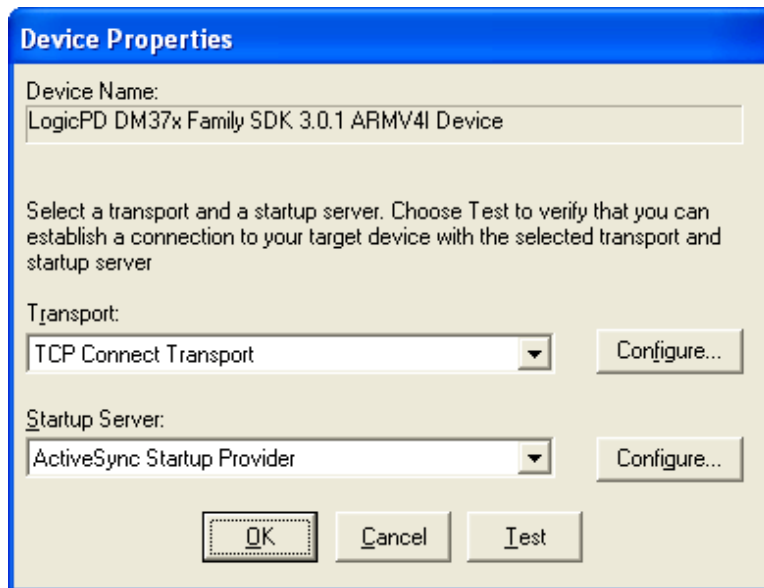 Device Properties
Device Name:
LogicPD DM37x Family SDK 3.0.1 ARMV4I Device
Select a transport and a startup server. Choose Test to verify that you can
establish a connection to your target device with the selected transport and
startup server
Transport:
TCP Connect Transport
Configure...
Startup Server:
ActiveSync Startup Provider
Configure...
OK
Cancel
Test